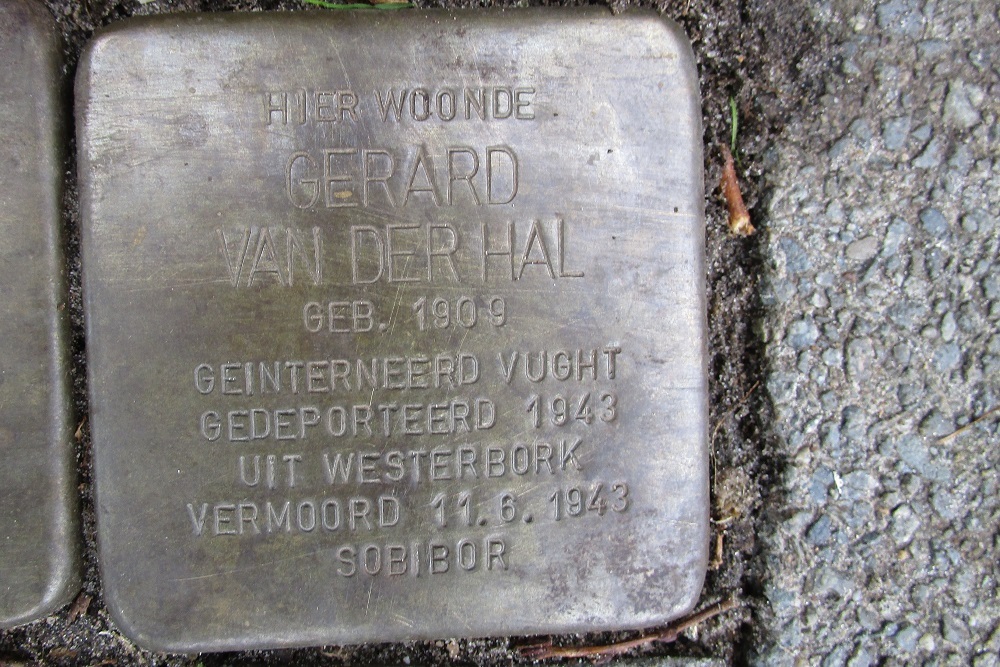 HIER WOONDE
GERARD
VAN DER HAL
GEB. 1909
GEINTERNEERD VUGHT
GEDEPORTEERD 1943
UIT WESTERBORK
VERMOORD 11.6.1943
SOBIBOR